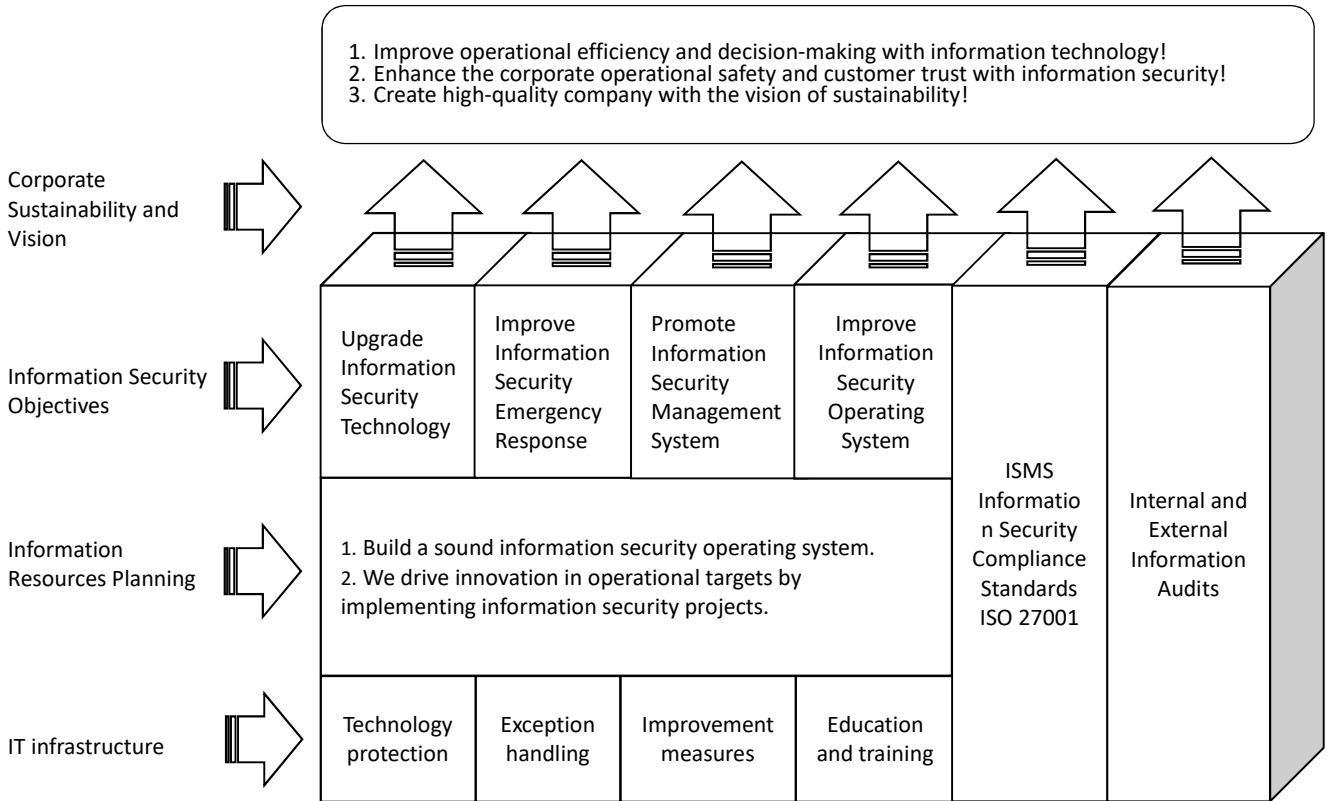 1. Improve operational efficiency and decision-making with information technology!
2. Enhance the corporate operational safety and customer trust with information security!
3. Create high-quality company with the vision of sustainability!
Corporate
Sustainability and
Vision
Information Security
Objectives
Upgrade
Information
Security
Technology
Improve
Information
Security
Emergency
Response
Promote
Information
Security
Management
System
Improve
Information
Security
Operating
System
ISMS
Informatio
n Security
Compliance
Standards
ISO 27001
Internal and
External
Information
Audits
Information
Resources Planning
1. Build a sound information security operating system.
2. We drive innovation in operational targets by
implementing information security projects.
IT infrastructure
Technology
protection
Exception
handling
Improvement
measures
Education
and training